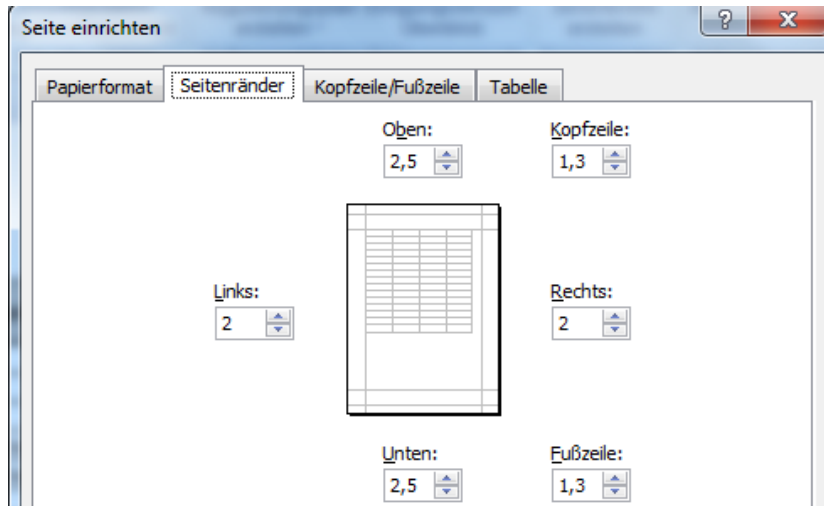 Seite einrichten
? X
Papierformat Seitenränder Kopfzeile/Fußzeile Tabelle
Oben: Kopfzeile:
2,5 1,3
Links: Rechts:
2 2
Unten: Fußzeile:
2,5 1,3